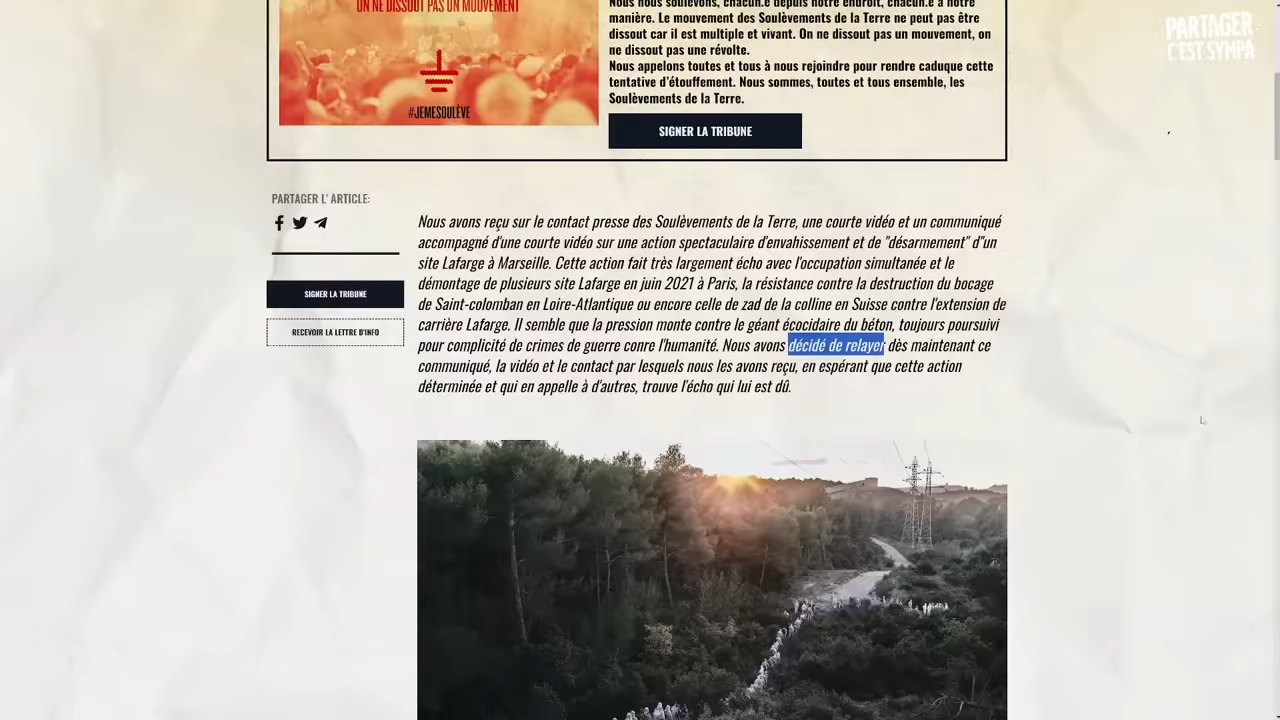 ON NE DISSOUT PAS UN MOUVEMENT
#JEMESOULÈVE
Nous nous soulevons, chacun.e depuis notre endroit, chacun.e à notre
manière. Le mouvement des Soulèvements de la Terre ne peut pas être
dissout car il est multiple et vivant. On ne dissout pas un mouvement, on
ne dissout pas une révolte.
Nous appelons toutes et tous à nous rejoindre pour rendre caduque cette
tentative d'étouffement. Nous sommes, toutes et tous ensemble, les
Soulèvements de la Terre.
SIGNER LA TRIBUNE
PARTAGER
C'EST SYMPA
PARTAGER L' ARTICLE:
SIGNER LA TRIBUNE
RECEVOIR LA LETTRE D'INFO
Nous avons reçu sur le contact presse des Soulèvements de la Terre, une courte vidéo et un communiqué
accompagné d'une courte vidéo sur une action spectaculaire d'envahissement et de "désarmement" d"un
site Lafarge à Marseille. Cette action fait très largement écho avec l'occupation simultanée et le
démontage de plusieurs site Lafarge en juin 2021 à Paris, la résistance contre la destruction du bocage
de Saint-colomban en Loire-Atlantique ou encore celle de zad de la colline en Suisse contre l'extension de
carrière Lafarge. Il semble que la pression monte contre le géant écocidaire du béton, toujours poursuivi
pour complicité de crimes de guerre conre l'humanité. Nous avons décidé de relayer dès maintenant ce
communiqué, la vidéo et le contact par lesquels nous les avons reçu, en espérant que cette action
déterminée et qui en appelle à d'autres, trouve l'écho qui lui est dû.